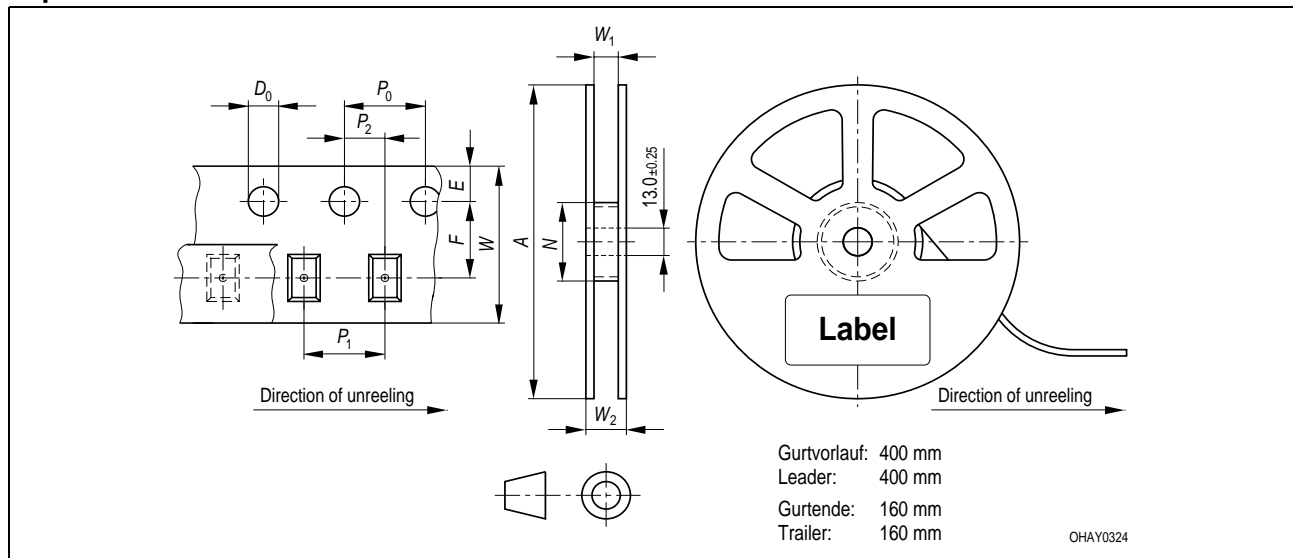 W1
D0
P0
P2
E
F
W
A
N
13.0±0.25
P1
W2
Label
Direction of unreeling
Direction of unreeling
Gurtvorlauf: 400 mm
Leader: 400 mm
Gurtende: 160 mm
Trailer: 160 mm
OHAY0324